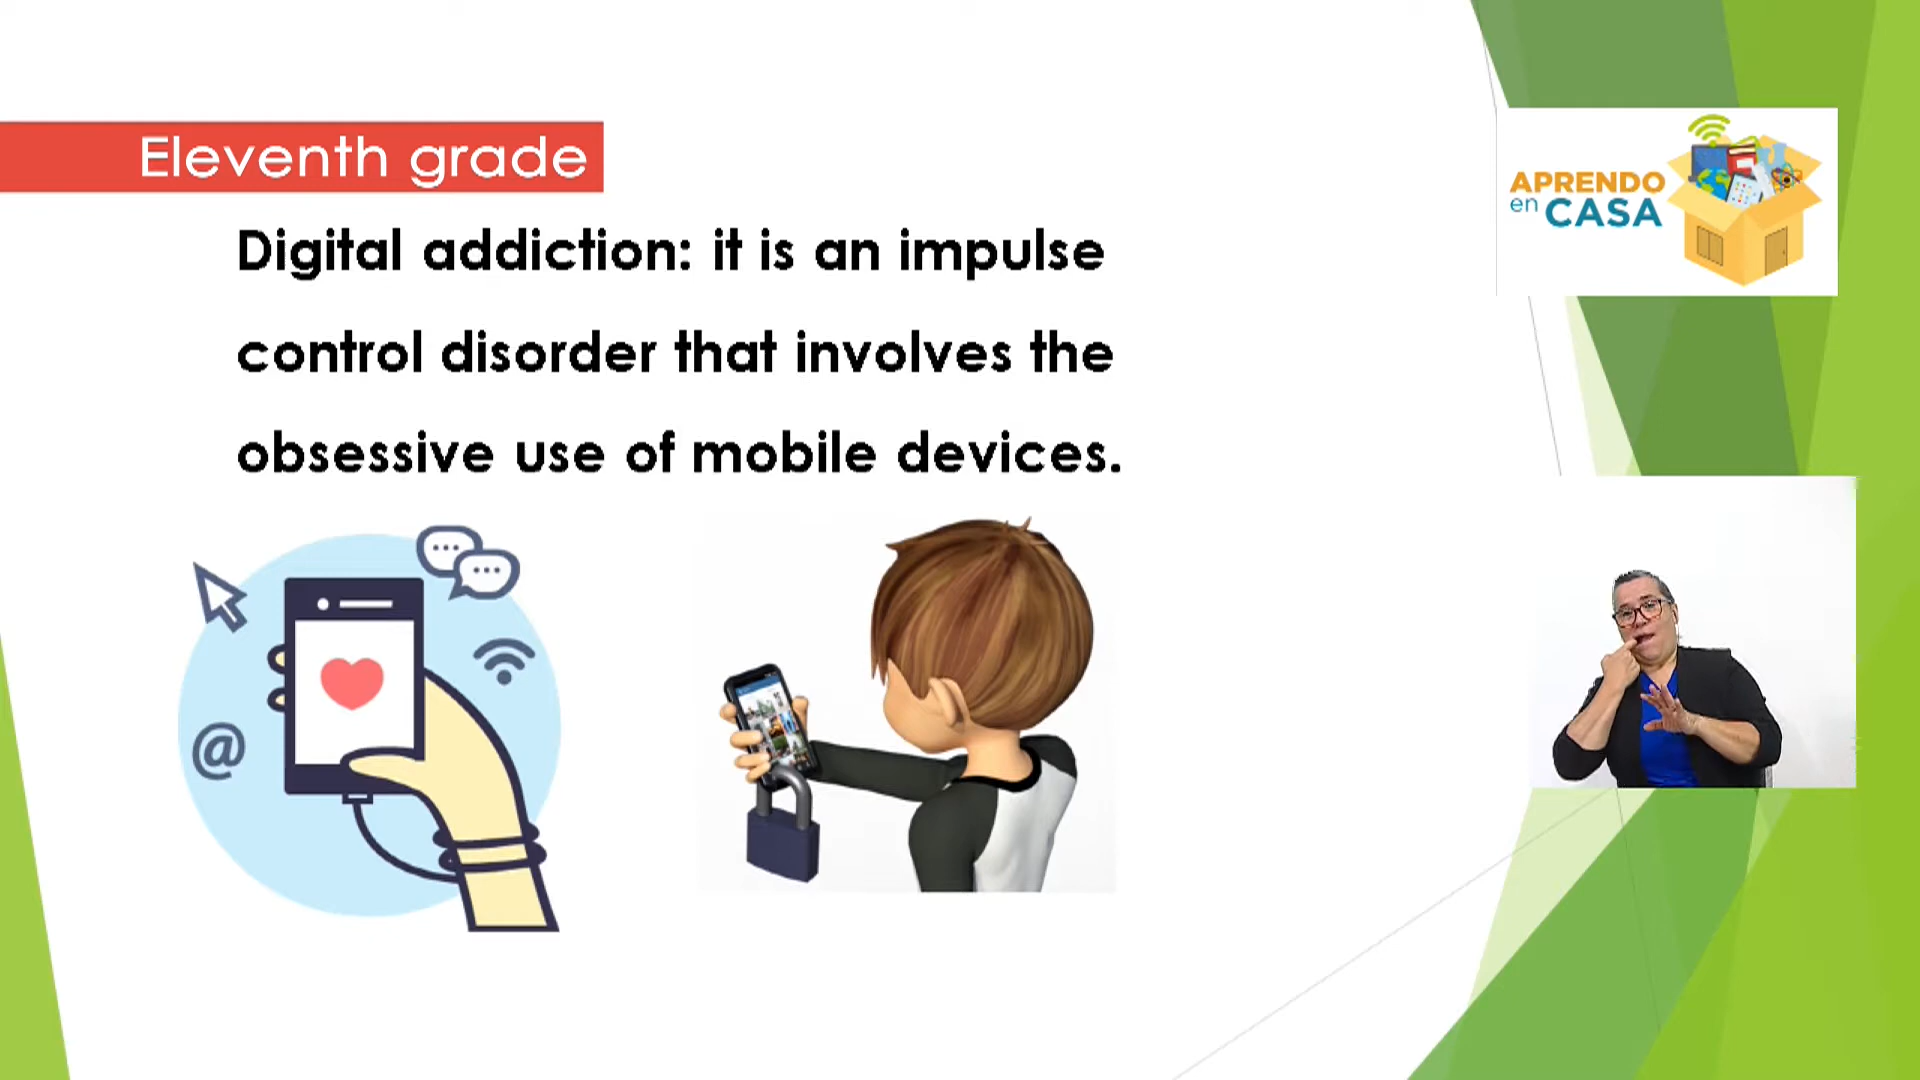 Eleventh grade
APRENDO
en CASA
Digital addiction: it is an impulse
control disorder that involves the
obsessive use of mobile devices.
@